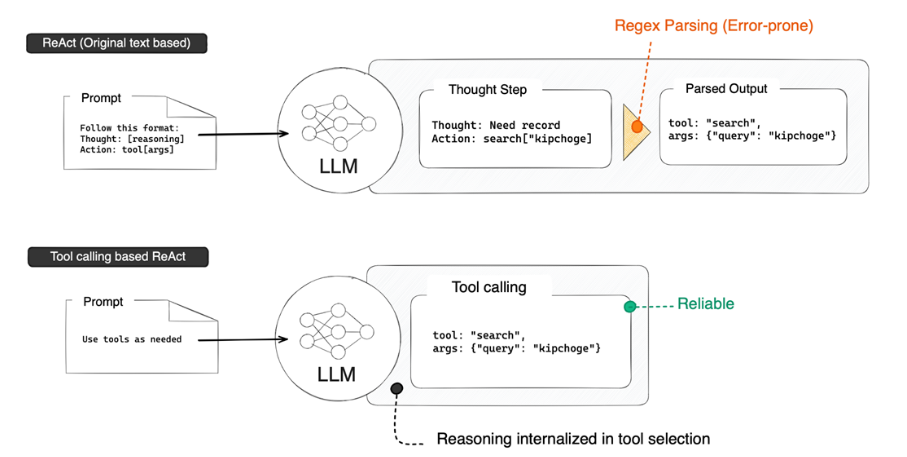 Regex Parsing (Error-prone)
ReAct (Original text based)
Prompt
Follow this format:
Thought: [reasoning]
Action: tool[args]
LLM
Thought Step
Thought: Need record
Action: search["kipchoge]
Parsed Output
tool: "search",
args: {"query": "kipchoge"}
Tool calling based ReAct
Prompt
Use tools as needed
LLM
Tool calling
tool: "search",
args: {"query": "kipchoge"}
Reliable
Reasoning internalized in tool selection